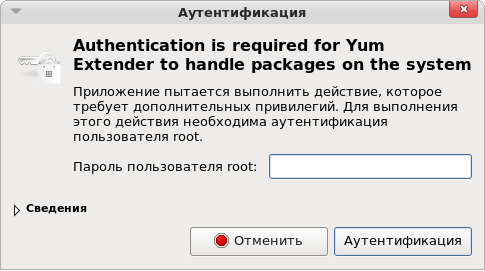 Аутентификация
Authentication is required for Yum
Extender to handle packages on the system
Приложение пытается выполнить действие, которое
требует дополнительных привилегий. Для выполнения
этого действия необходима аутентификация
пользователя root.
Пароль пользователя root:
Сведения
Отменить
Аутентификация